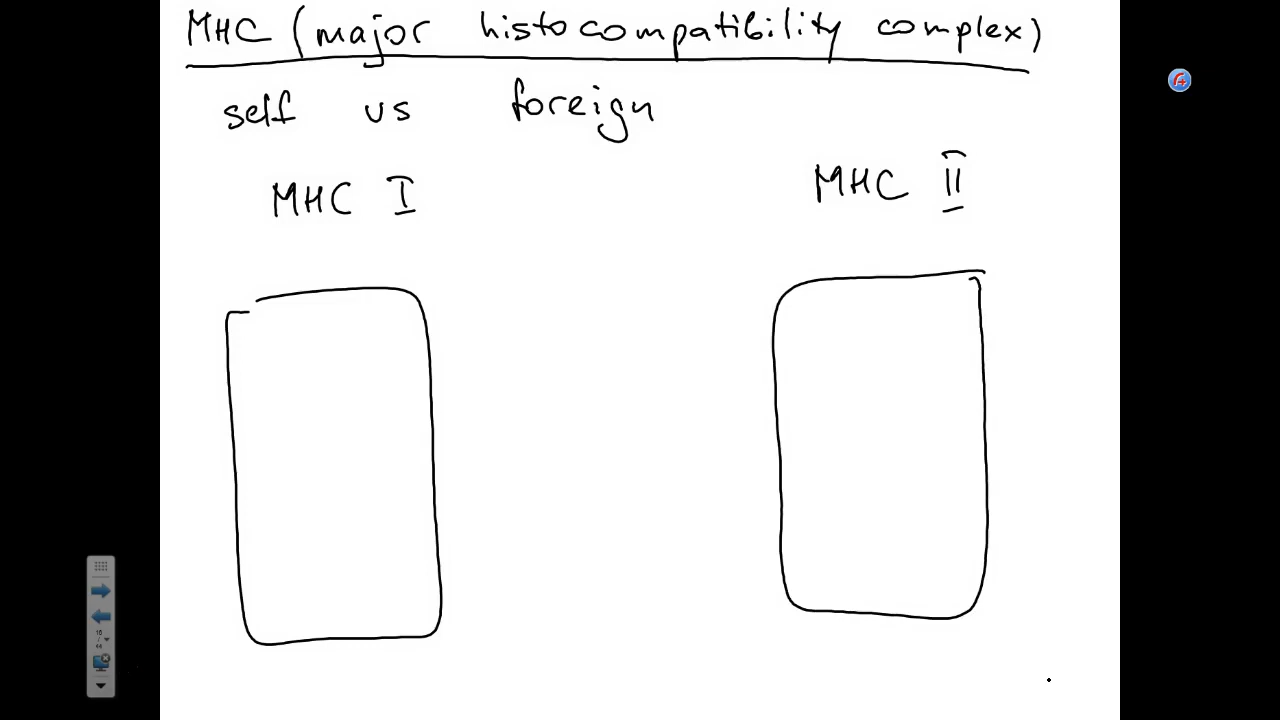 MHC (major histocompatibility complex)
self vs foreign
MHC I
MHC II